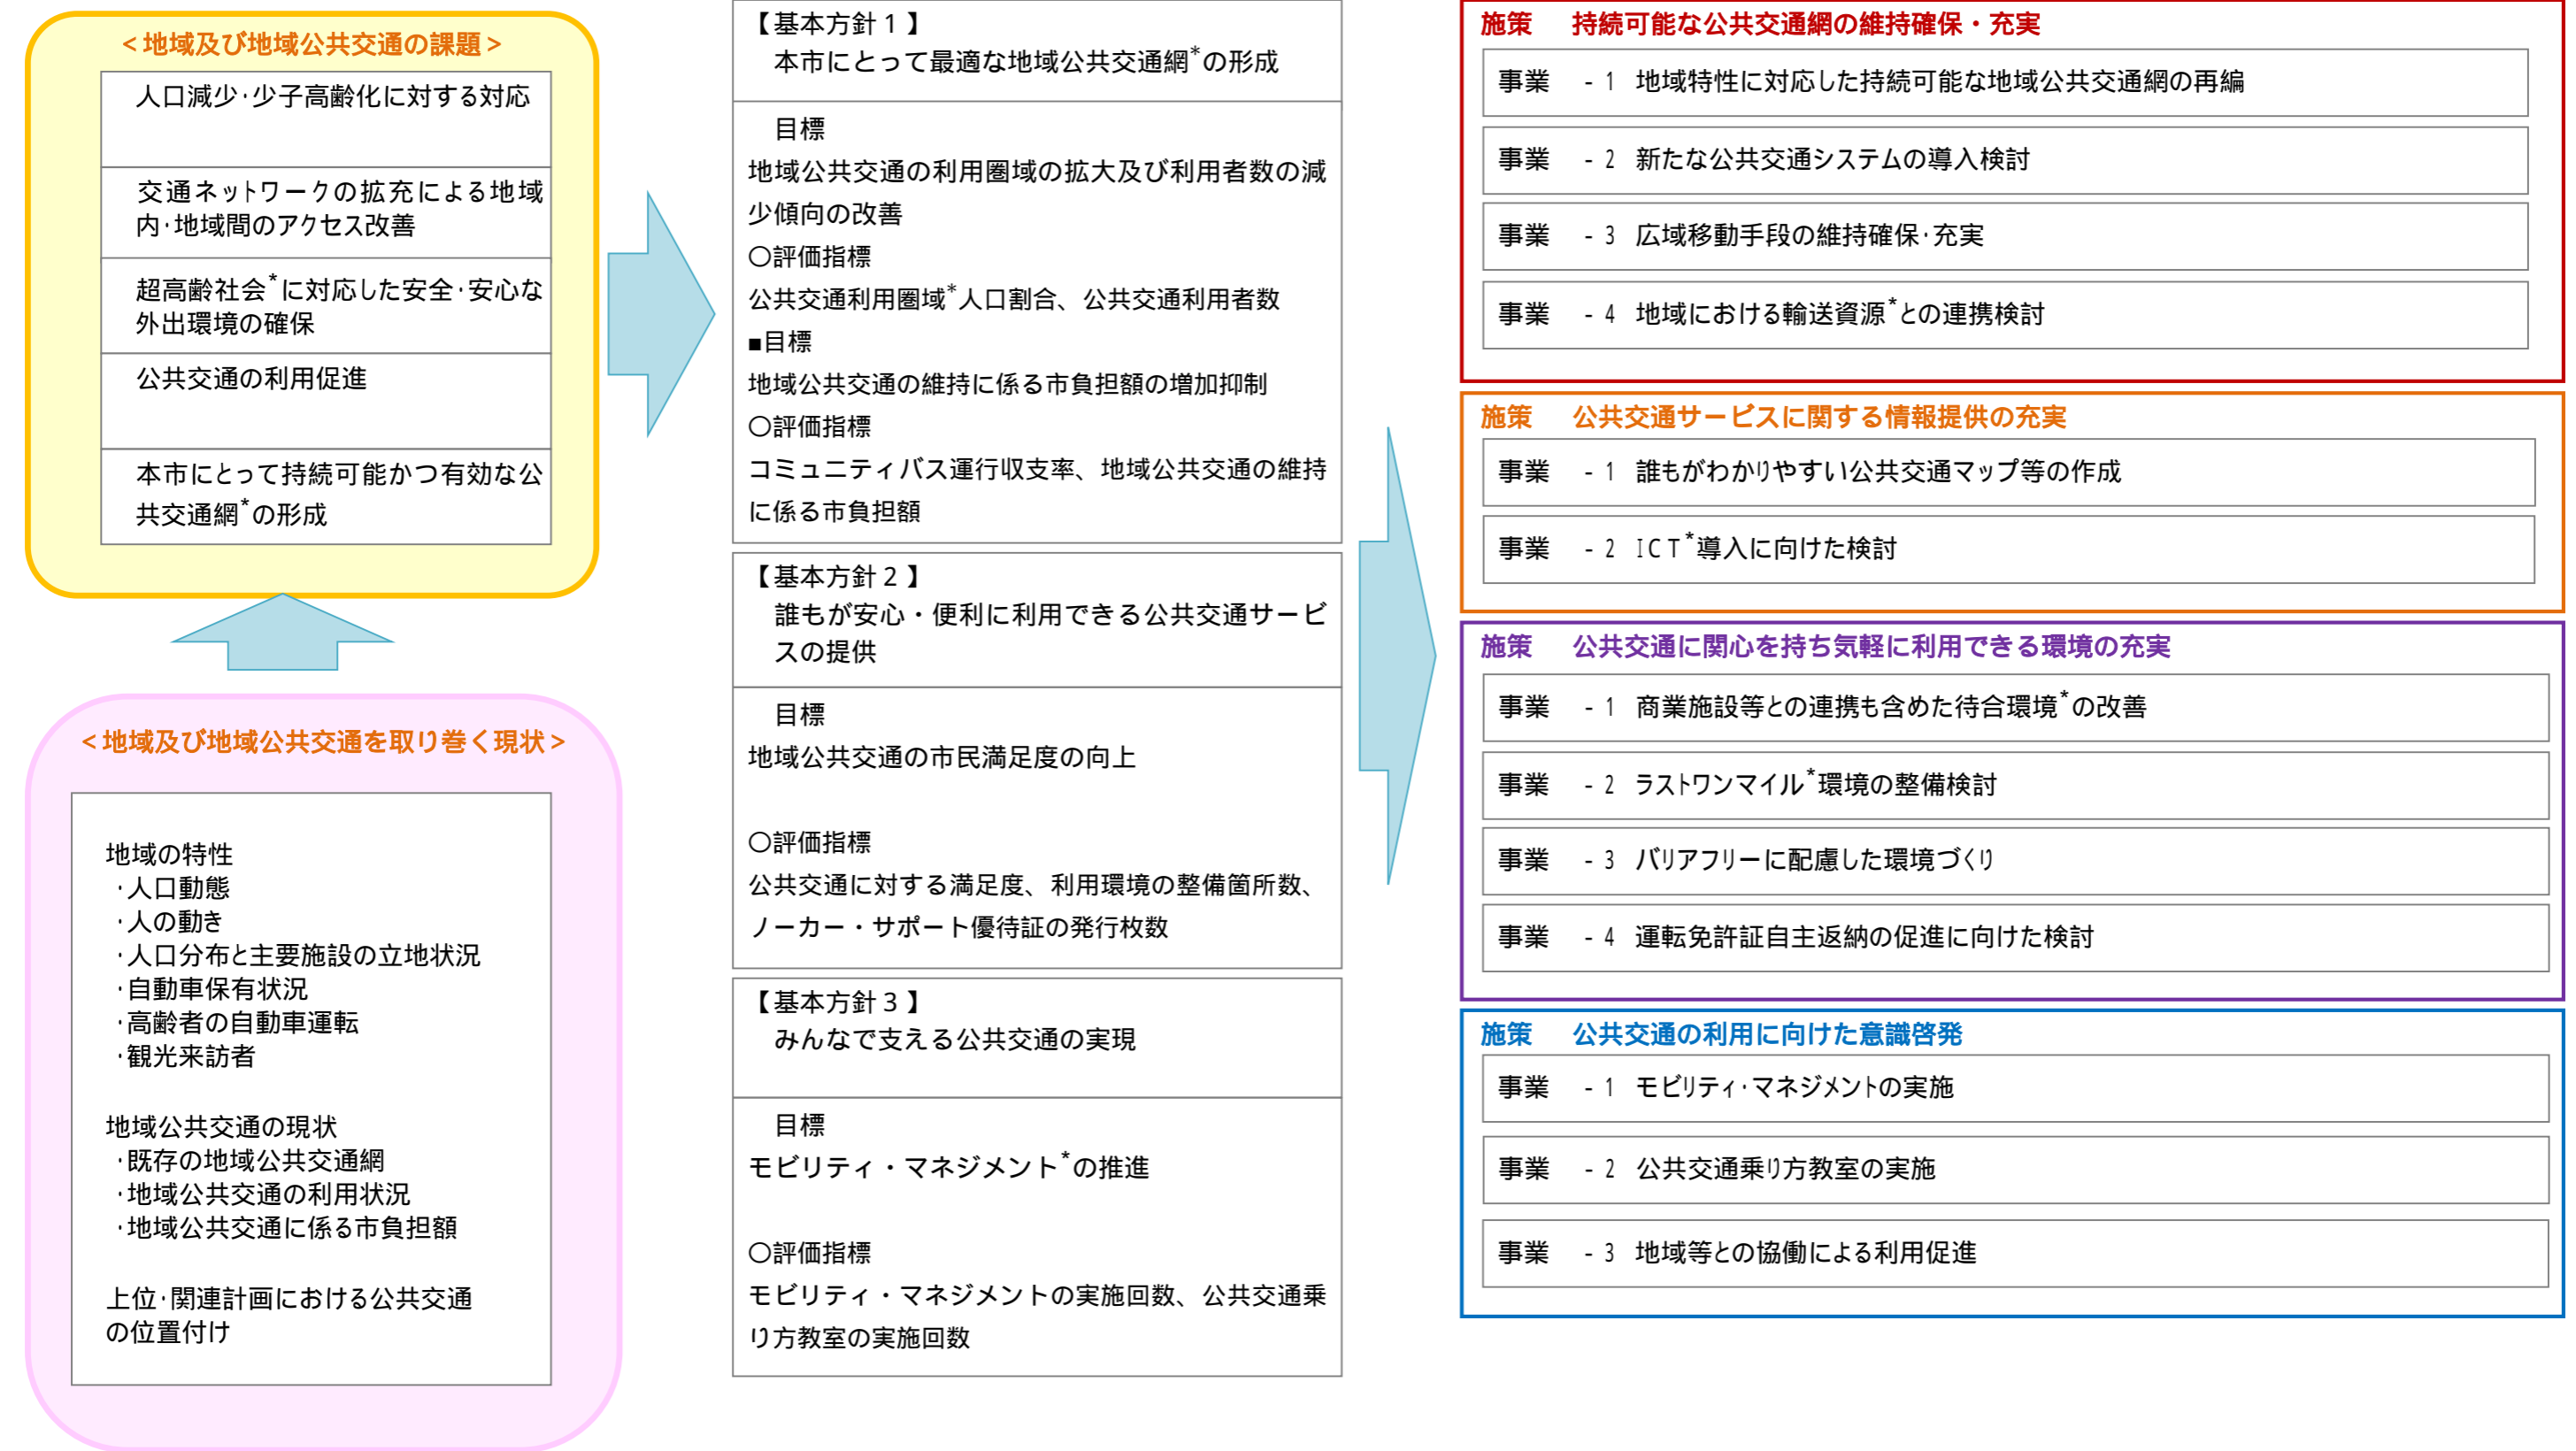 ＜地域及び地域公共交通の課題＞
人口減少･少子高齢化に対する対応
交通ネットワークの拡充による地域
内･地域間のアクセス改善
超高齢社会*に対応した安全･安心な
外出環境の確保
公共交通の利用促進
本市にとって持続可能かつ有効な公
共交通網*の形成
＜地域及び地域公共交通を取り巻く現状＞
地域の特性
･人口動態
･人の動き
･人口分布と主要施設の立地状況
･自動車保有状況
･高齢者の自動車運転
･観光来訪者
地域公共交通の現状
･既存の地域公共交通網
･地域公共交通の利用状況
･地域公共交通に係る市負担額
上位･関連計画における公共交通
の位置付け
【基本方針１】
本市にとって最適な地域公共交通網*の形成
目標
地域公共交通の利用圏域の拡大及び利用者数の減
少傾向の改善
〇評価指標
公共交通利用圏域*人口割合、公共交通利用者数
■目標
地域公共交通の維持に係る市負担額の増加抑制
〇評価指標
コミュニティバス運行収支率、地域公共交通の維持
に係る市負担額
【基本方針２】
誰もが安心・便利に利用できる公共交通サービ
スの提供
目標
地域公共交通の市民満足度の向上
〇評価指標
公共交通に対する満足度、利用環境の整備箇所数、
ノーカー・サポート優待証の発行枚数
【基本方針３】
みんなで支える公共交通の実現
目標
モビリティ・マネジメント*の推進
〇評価指標
モビリティ・マネジメントの実施回数、公共交通乗
り方教室の実施回数
施策　持続可能な公共交通網の維持確保・充実
事業　-１ 地域特性に対応した持続可能な地域公共交通網の再編
事業　-２ 新たな公共交通システムの導入検討
事業　-３ 広域移動手段の維持確保･充実
事業　-４ 地域における輸送資源*との連携検討
施策　公共交通サービスに関する情報提供の充実
事業　-１ 誰もがわかりやすい公共交通マップ等の作成
事業　-２ ＩＣＴ*導入に向けた検討
施策　公共交通に関心を持ち気軽に利用できる環境の充実
事業　-１ 商業施設等との連携も含めた待合環境*の改善
事業　-２ ラストワンマイル*環境の整備検討
事業　-３ バリアフリーに配慮した環境づくり
事業　-４ 運転免許証自主返納の促進に向けた検討
施策　公共交通の利用に向けた意識啓発
事業　-１ モビリティ･マネジメントの実施
事業　-２ 公共交通乗り方教室の実施
事業　-３ 地域等との協働による利用促進